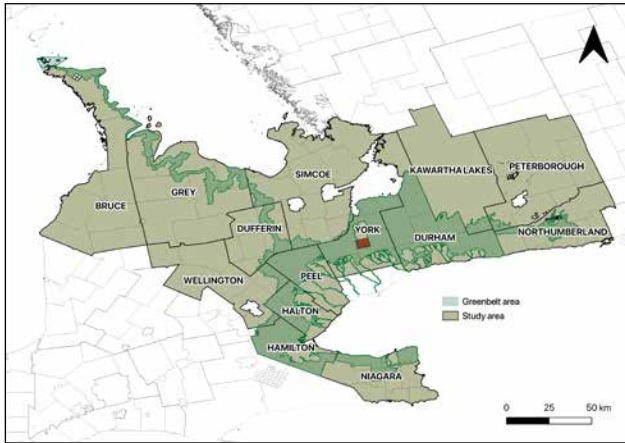 SIMCOE
KAWARTHA LAKES
PETERBOROUGH
GREY
BRUCE
DUFFERIN
YORK
DURHAM
NORTHUMBERLAND
WELLINGTON
PEEL
HALTON
HAMILTON
NIAGARA
Greenbelt area
Study area
0 25 50 km